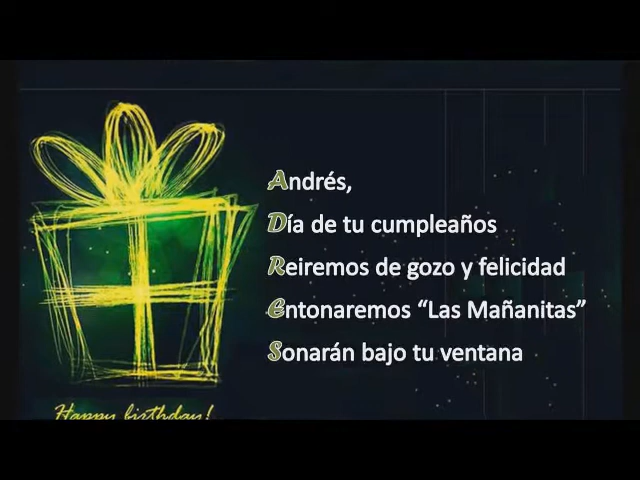 Andrés,
Día de tu cumpleaños
Reiremos de gozo y felicidad
Entonaremos “Las Mañanitas”
Sonarán bajo tu ventana
Happy birthday!